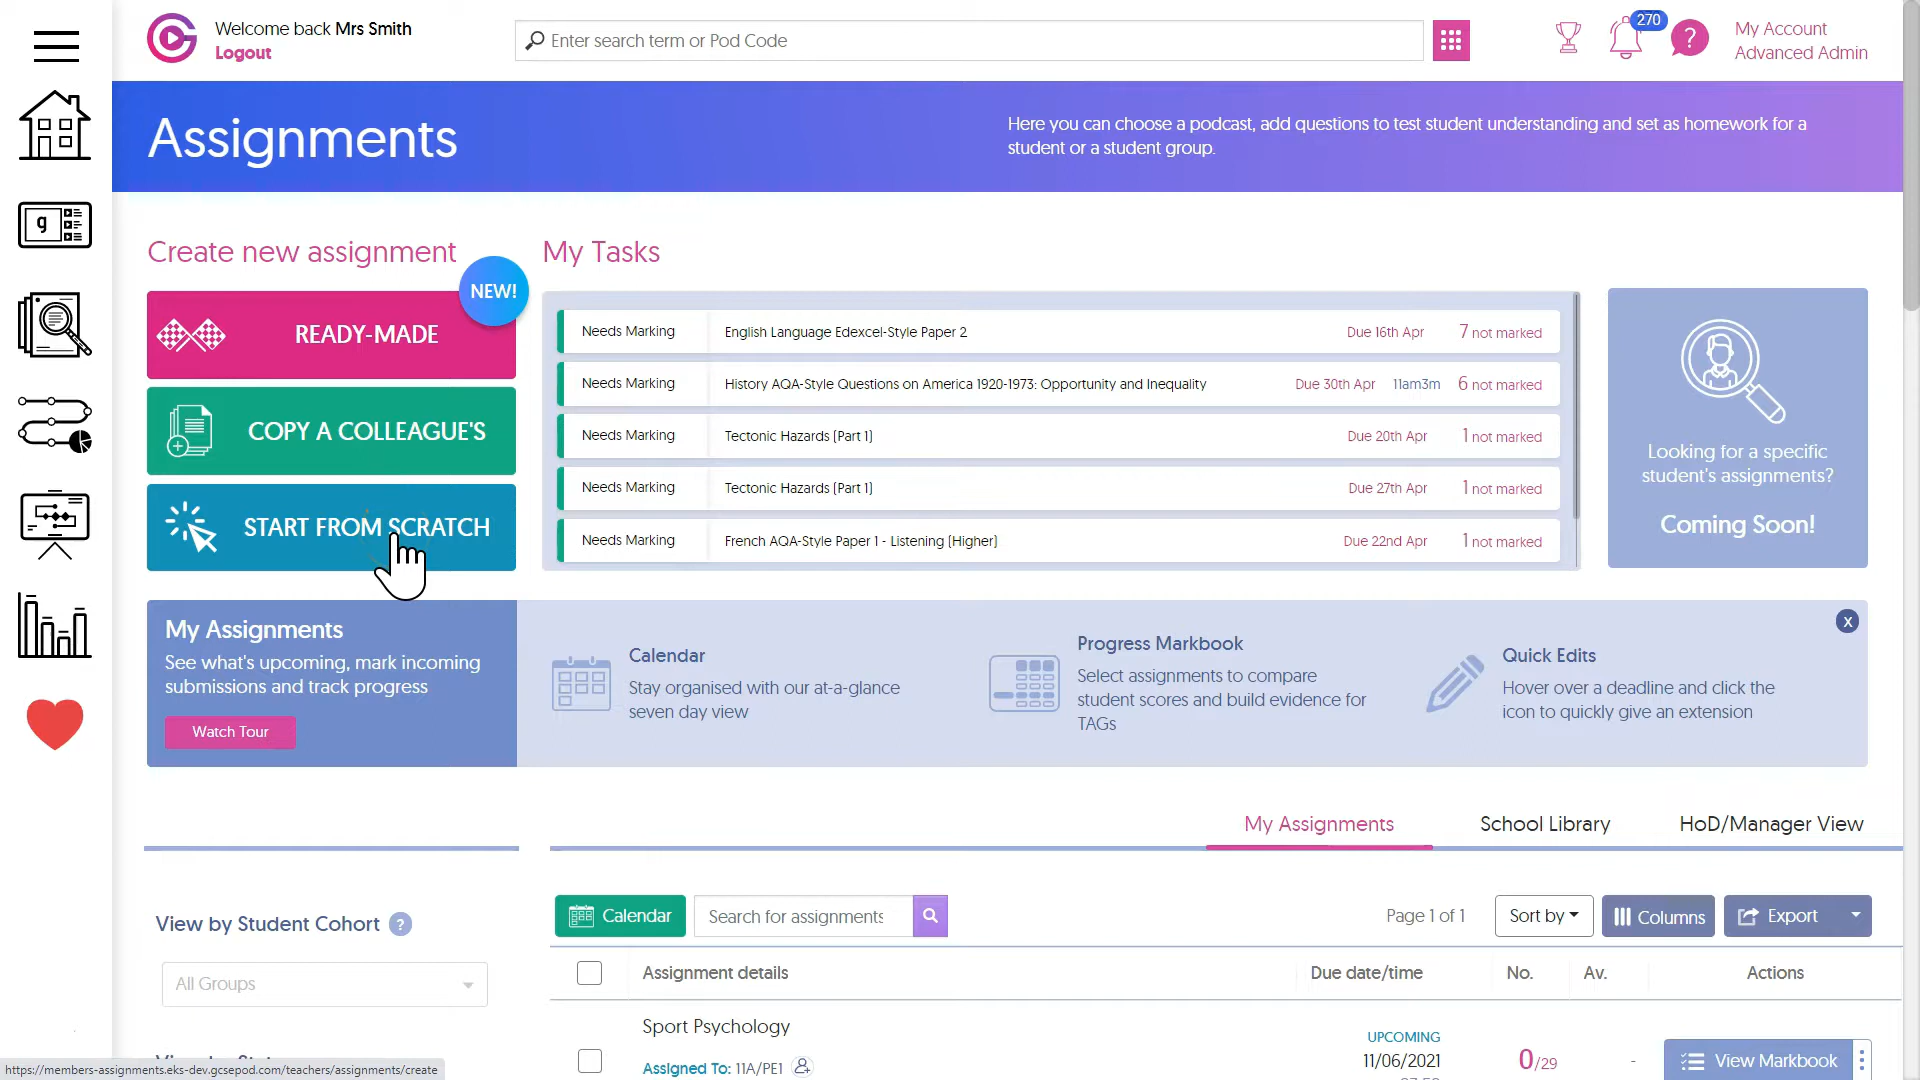 Welcome back Mrs Smith
Logout
Enter search term or Pod Code
270
?
My Account
Advanced Admin
Assignments
Here you can choose a podcast, add questions to test student understanding and set as homework for a
student or a student group.
g
Create new assignment
NEW!
READY-MADE
COPY A COLLEAGUE'S
START FROM SCRATCH
My Tasks
Needs Marking English Language Edexcel-Style Paper 2 Due 16th Apr 7 not marked
Needs Marking History AQA-Style Questions on America 1920-1973: Opportunity and Inequality Due 30th Apr 11am3m 6 not marked
Needs Marking Tectonic Hazards (Part 1) Due 20th Apr 1 not marked
Needs Marking Tectonic Hazards (Part 1) Due 27th Apr 1 not marked
Needs Marking French AQA-Style Paper 1 - Listening (Higher) Due 22nd Apr 1 not marked
Looking for a specific
student's assignments?
Coming Soon!
My Assignments
See what's upcoming, mark incoming
submissions and track progress
Watch Tour
Calendar
Stay organised with our at-a-glance
seven day view
Progress Markbook
Select assignments to compare
student scores and build evidence for
TAGs
Quick Edits
Hover over a deadline and click the
icon to quickly give an extension
X
My Assignments School Library HoD/Manager View
View by Student Cohort ?
All Groups
Calendar Search for assignments Page 1 of 1 Sort by Columns Export
Assignment details Due date/time No. Av. Actions
Sport Psychology
Assigned To: 11A/PE1
UPCOMING
11/06/2021
0/29
-
View Markbook
https://members-assignments.eks-dev.gcsepod.com/teachers/assignments/create